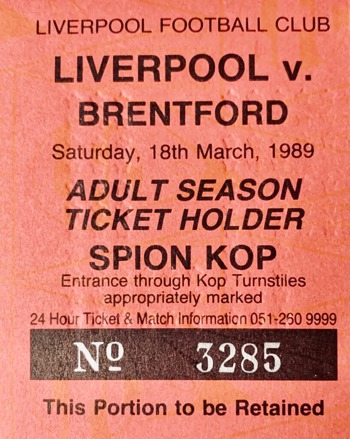 LIVERPOOL FOOTBALL CLUB
LIVERPOOL v.
BRENTFORD
Saturday, 18th March, 1989
ADULT SEASON
TICKET HOLDER
SPION KOP
Entrance through Kop Turnstiles
appropriately marked
24 Hour Ticket & Match Information 051-260 9999
Nº 3285
This Portion to be Retained